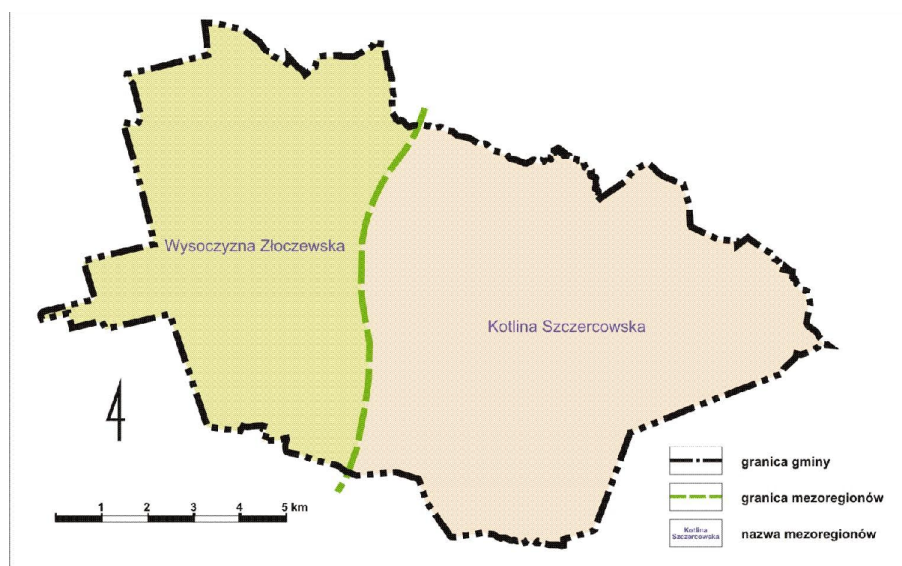 Wysoczyzna Złoczewska
Kotlina Szczercowska
1 2 3 4 5 km
granica gminy
granica mezoregionów
Kotlina
Szczercowska
nazwa mezoregionów